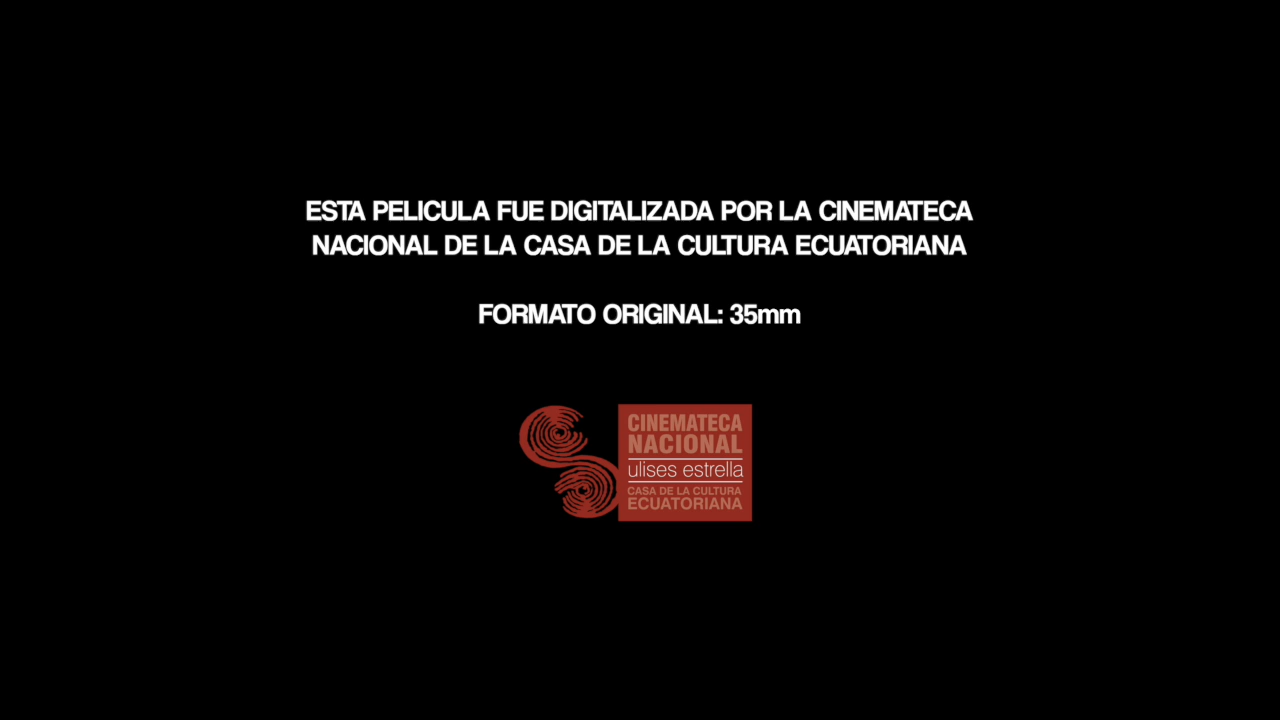 ESTA PELICULA FUE DIGITALIZADA POR LA CINEMATECA
NACIONAL DE LA CASA DE LA CULTURA ECUATORIANA
FORMATO ORIGINAL: 35mm
CINEMATECA
NACIONAL
ulises estrella
CASA DE LA CULTURA
ECUATORIANA